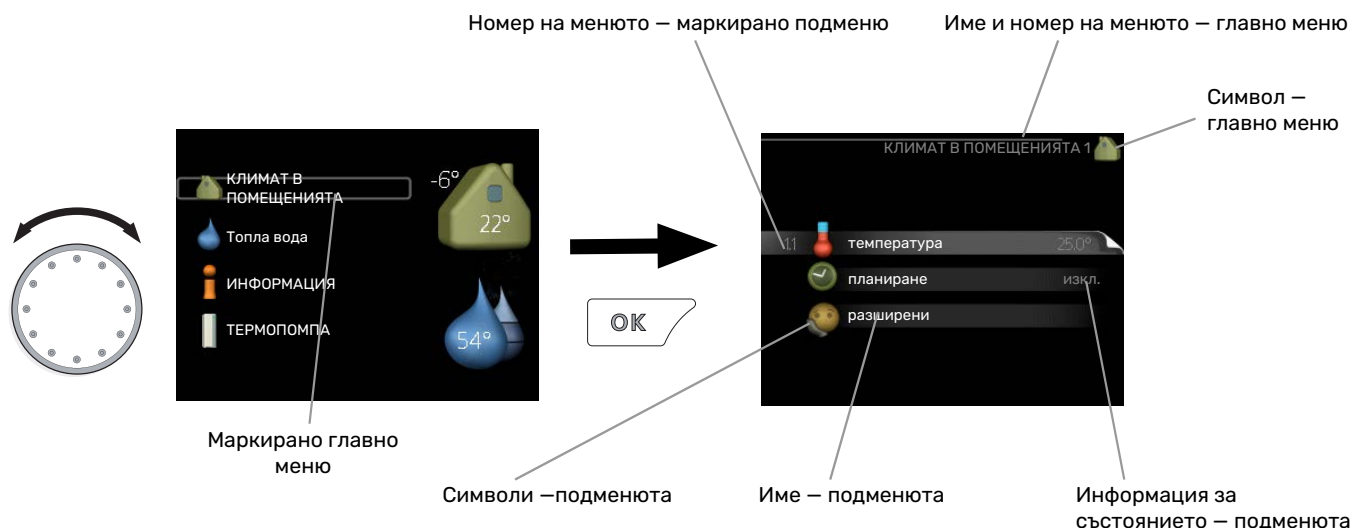 Номер на менюто — маркирано подменю
Име и номер на менюто — главно меню
Символ —
главно меню
КЛИМАТ В
ПОМЕЩЕНИЯТА
-6°
22°
Топла вода
ИНФОРМАЦИЯ
ТЕРМОПОМПА
54°
OK
КЛИМАТ В ПОМЕЩЕНИЯТА 1
1.1 температура 25.0°
планиране изкл.
разширени
Маркирано главно
меню
Символи —подменюта
Име — подменюта
Информация за
състоянието — подменюта